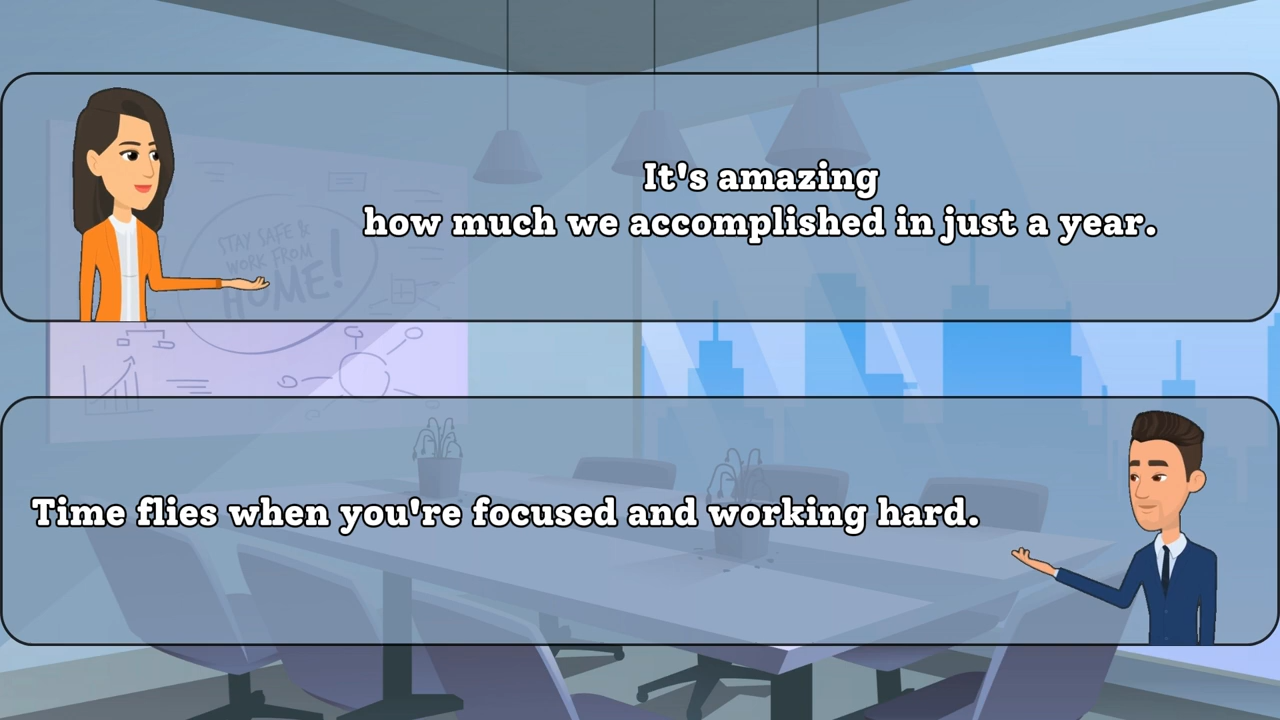 It's amazing
how much we accomplished in just a year.
STAY SAFE &
WORK FROM
HOME!
Time flies when you're focused and working hard.